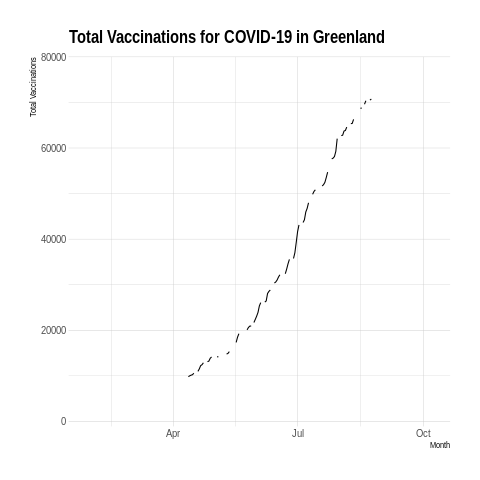 Total Vaccinations for COVID-19 in Greenland
Total Vaccinations
80000
60000
40000
20000
0
Apr Jul Oct
Month